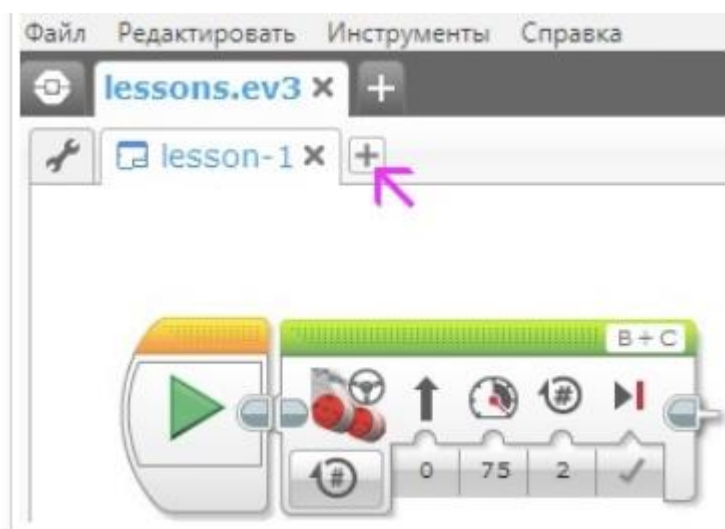 Файл Редактировать Инструменты Справка
lessons.ev3 × +
lesson-1 × +
B + C
#
# 0 75 2